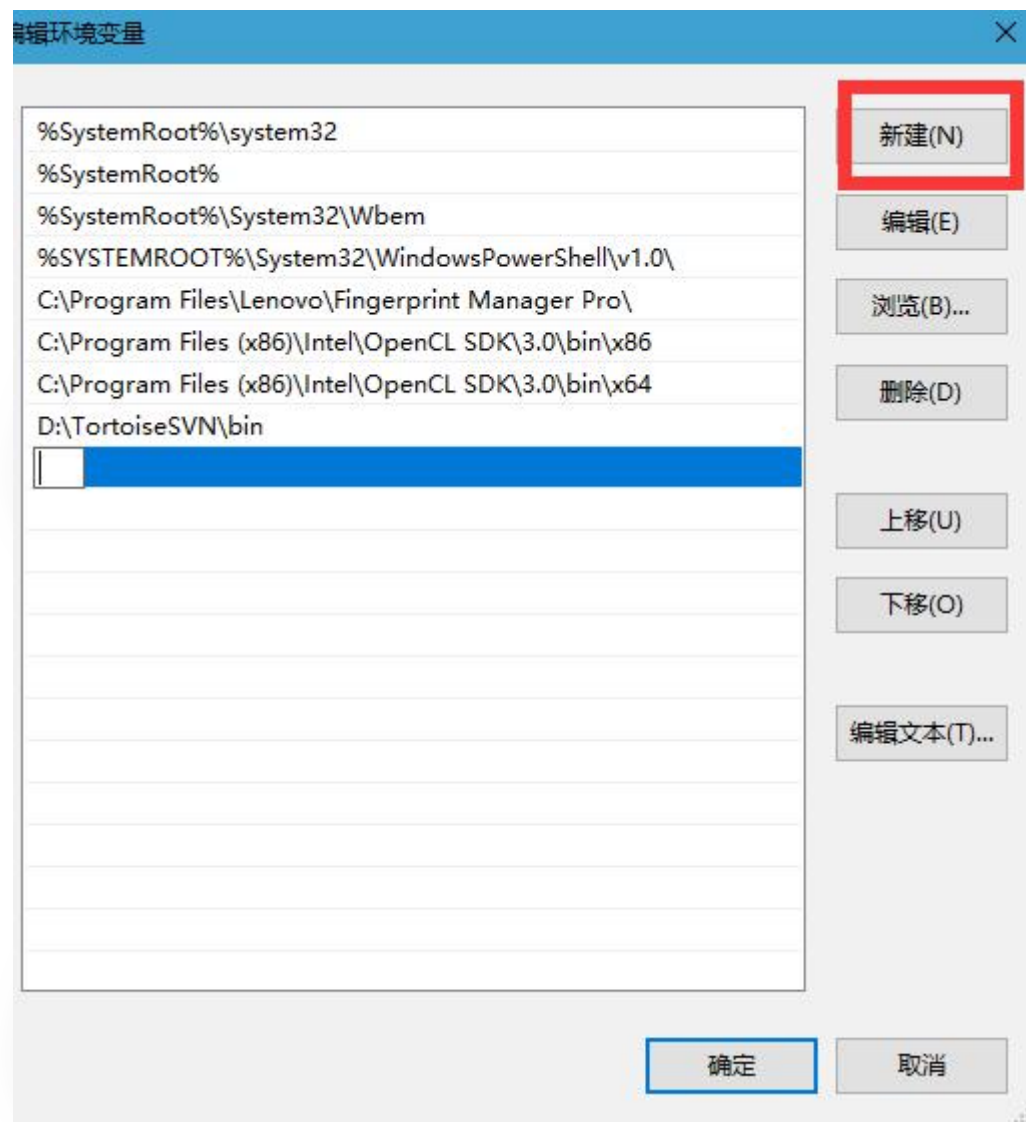 编辑环境变量
%SystemRoot%\system32
%SystemRoot%
%SystemRoot%\System32\Wbem
%SYSTEMROOT%\System32\WindowsPowerShell\v1.0\
C:\Program Files\Lenovo\Fingerprint Manager Pro\
C:\Program Files (x86)\Intel\OpenCL SDK\3.0\bin\x86
C:\Program Files (x86)\Intel\OpenCL SDK\3.0\bin\x64
D:\TortoiseSVN\bin
新建(N)
编辑(E)
浏览(B)...
删除(D)
上移(U)
下移(O)
编辑文本(T)...
确定
取消